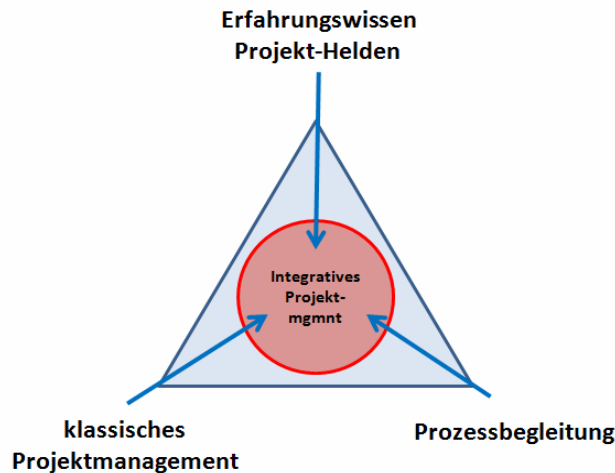 Erfahrungswissen
Projekt-Helden
Integratives
Projekt-
mgmnt
klassisches
Projektmanagement
Prozessbegleitung